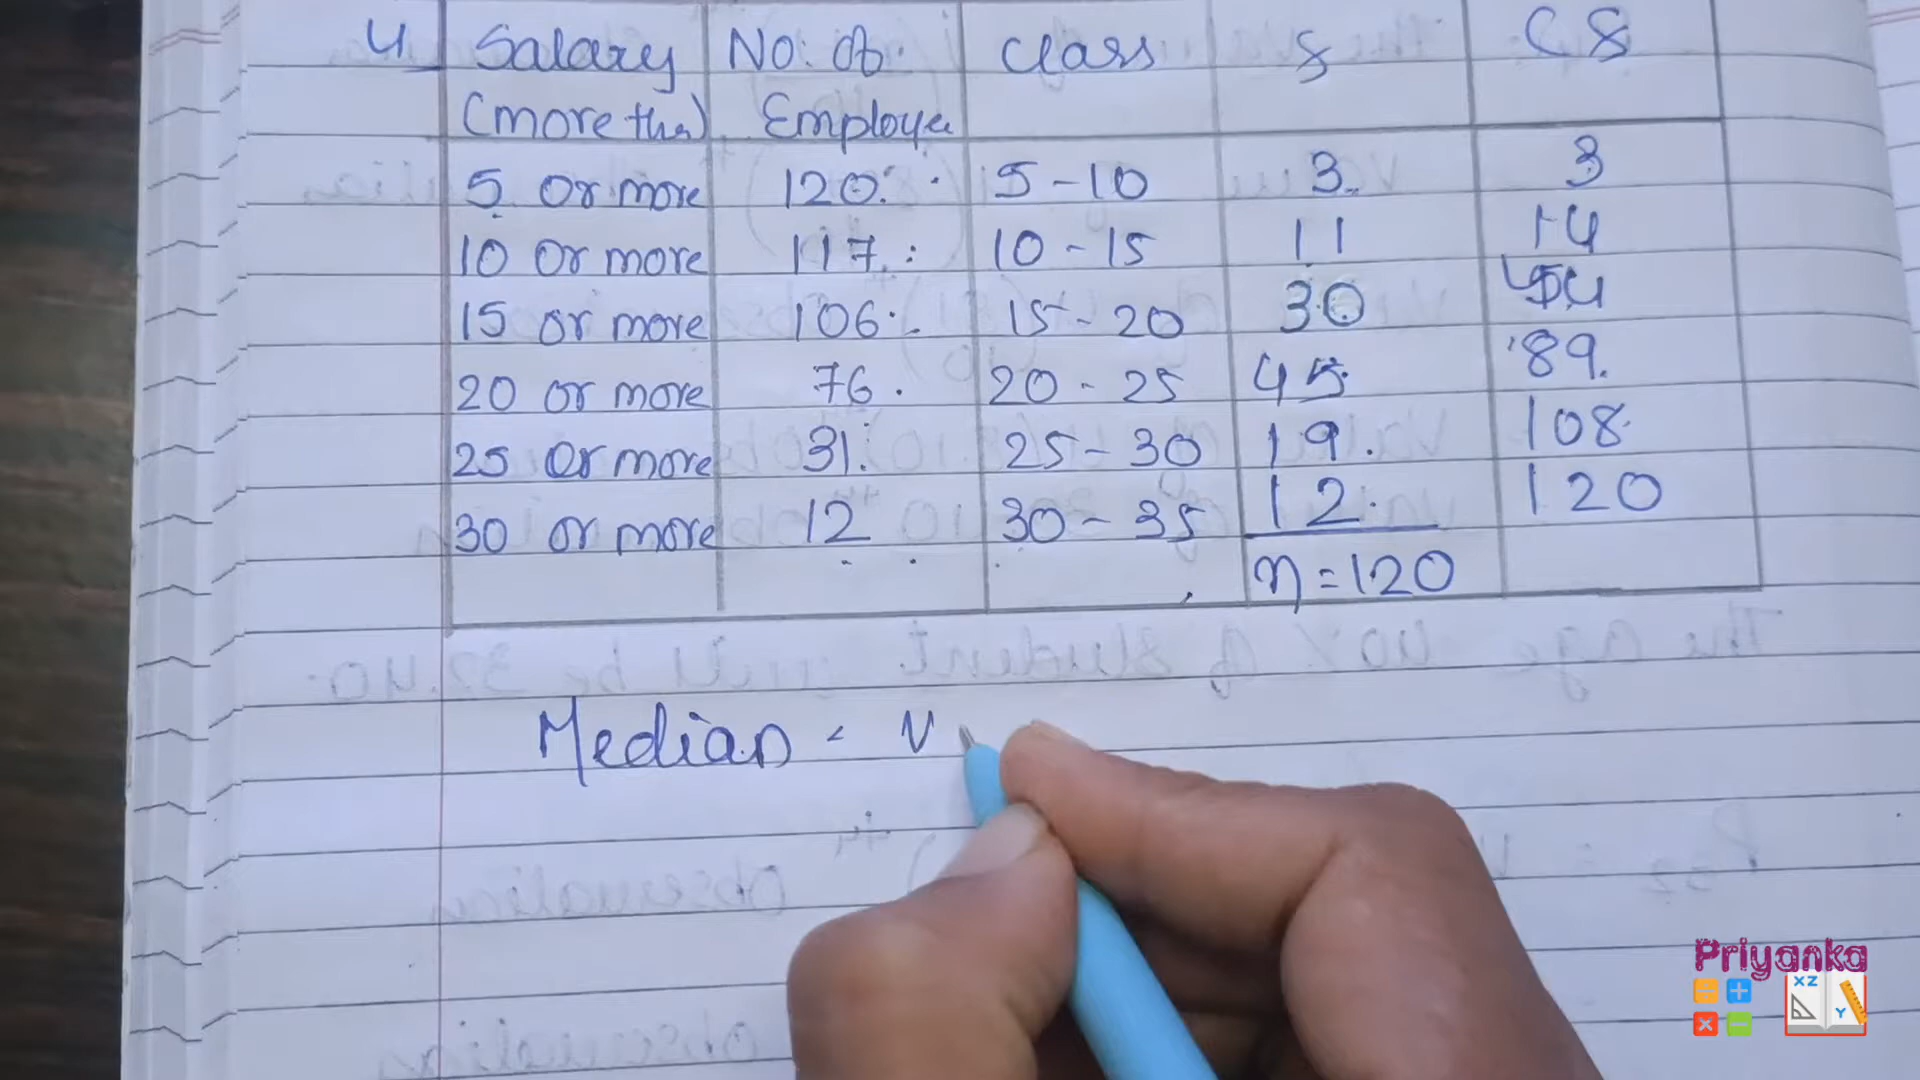 4 Salary No. of. Class f C f
(more tha) Employee
5 or more 120. 5-10 3 3
10 or more 117 10-15 11 14
15 or more 106 15-20 30 44
20 or more 76 20-25 45 89
25 or more 31 25-30 19 108
30 or more 12 30-35 12 120
n=120
Median = V
Priyanka
XZ
Y